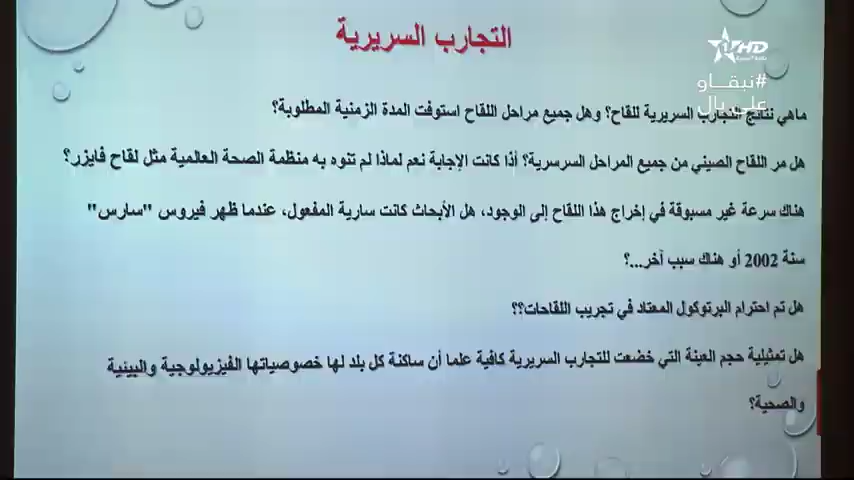 التجارب السريرية
HD
#نبقاو
على بال
ماهي نتائج التجارب السريرية للقاح؟ وهل جميع مراحل اللقاح استوفت المدة الزمنية المطلوبة؟
هل مر اللقاح الصيني من جميع المراحل السرسرية؟ أذا كانت الإجابة نعم لماذا لم تنوه به منظمة الصحة العالمية مثل لقاح فايزر؟
هناك سرعة غير مسبوقة في إخراج هذا اللقاح إلى الوجود، هل الأبحاث كانت سارية المفعول، عندما ظهر فيروس "سارس"
سنة 2002 أو هناك سبب آخر...؟
هل تم احترام البرتوكول المعتاد في تجريب اللقاحات؟؟
هل تمثيلية حجم العينة التي خضعت للتجارب السريرية كافية علما أن ساكنة كل بلد لها خصوصياتها الفيزيولوجية والبيئية
والصحية؟